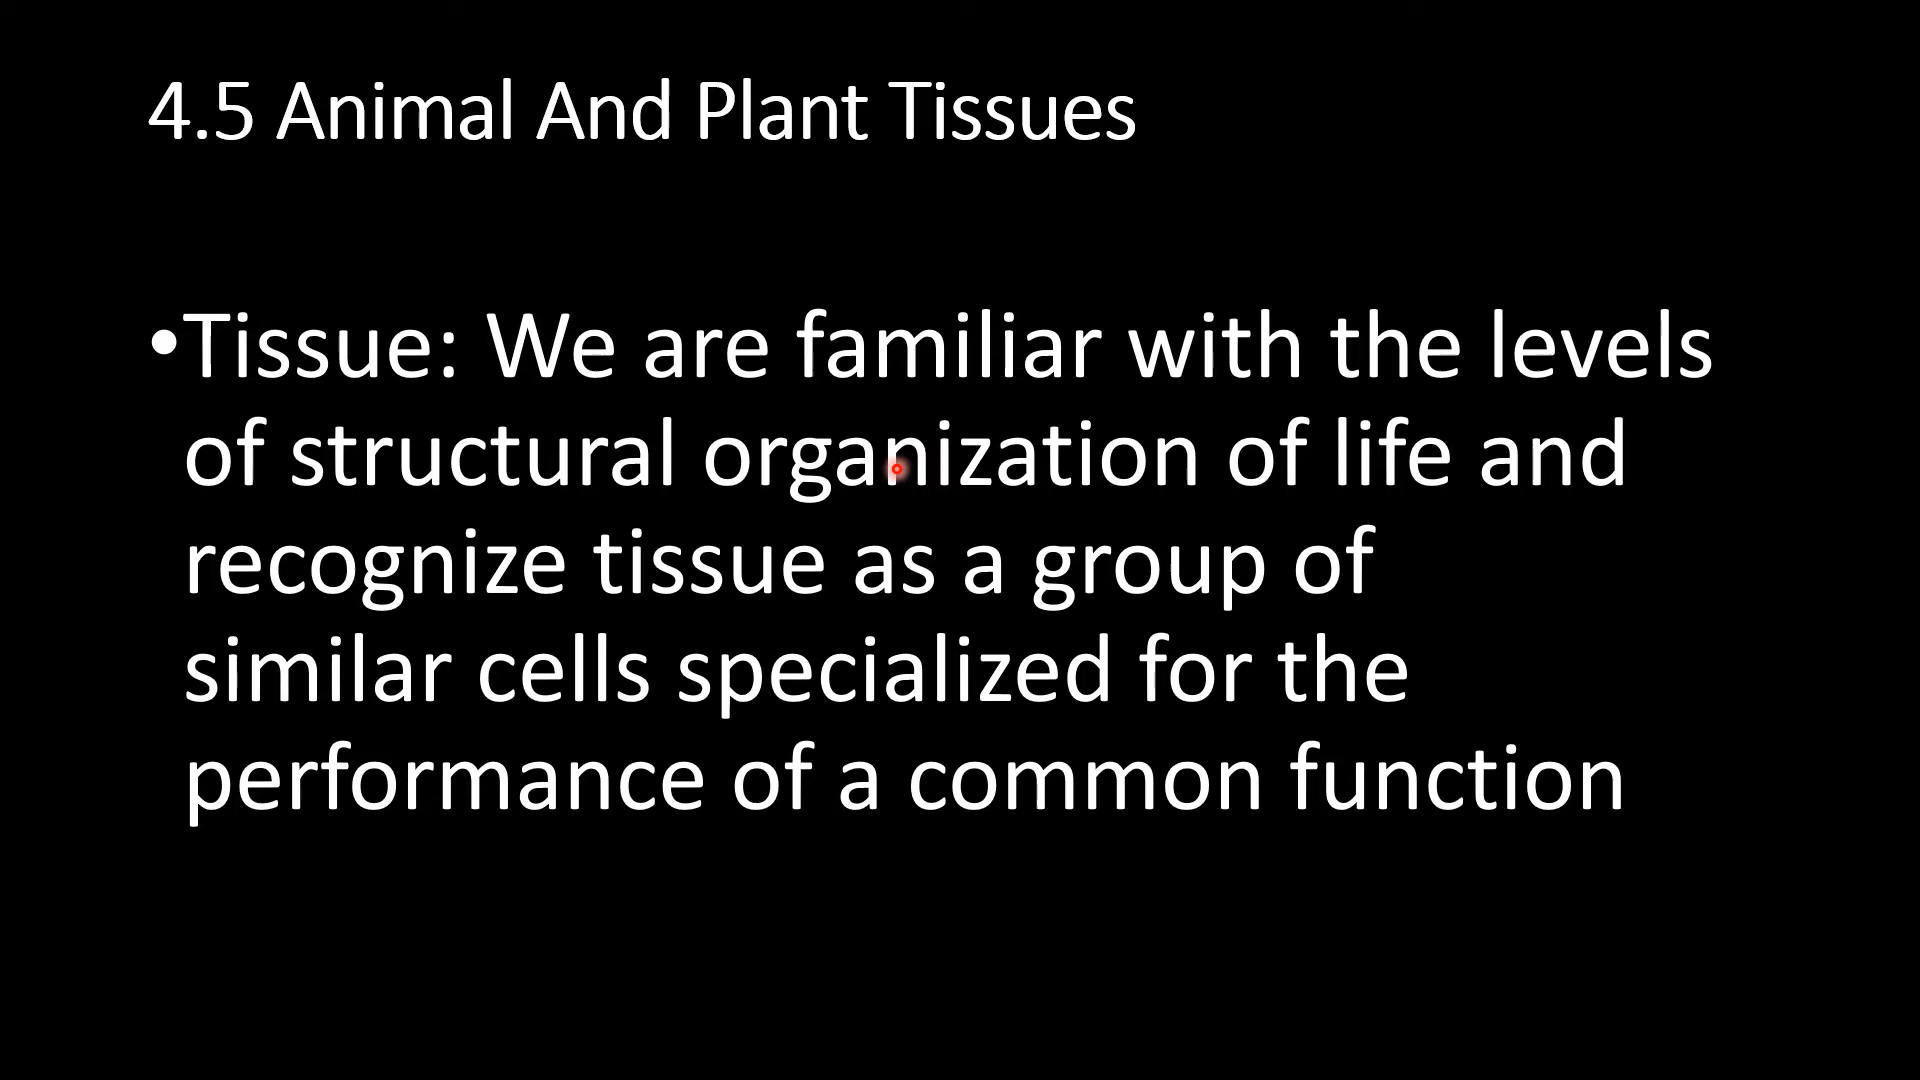 4.5 Animal And Plant Tissues
•Tissue: We are familiar with the levels
of structural organization of life and
recognize tissue as a group of
similar cells specialized for the
performance of a common function